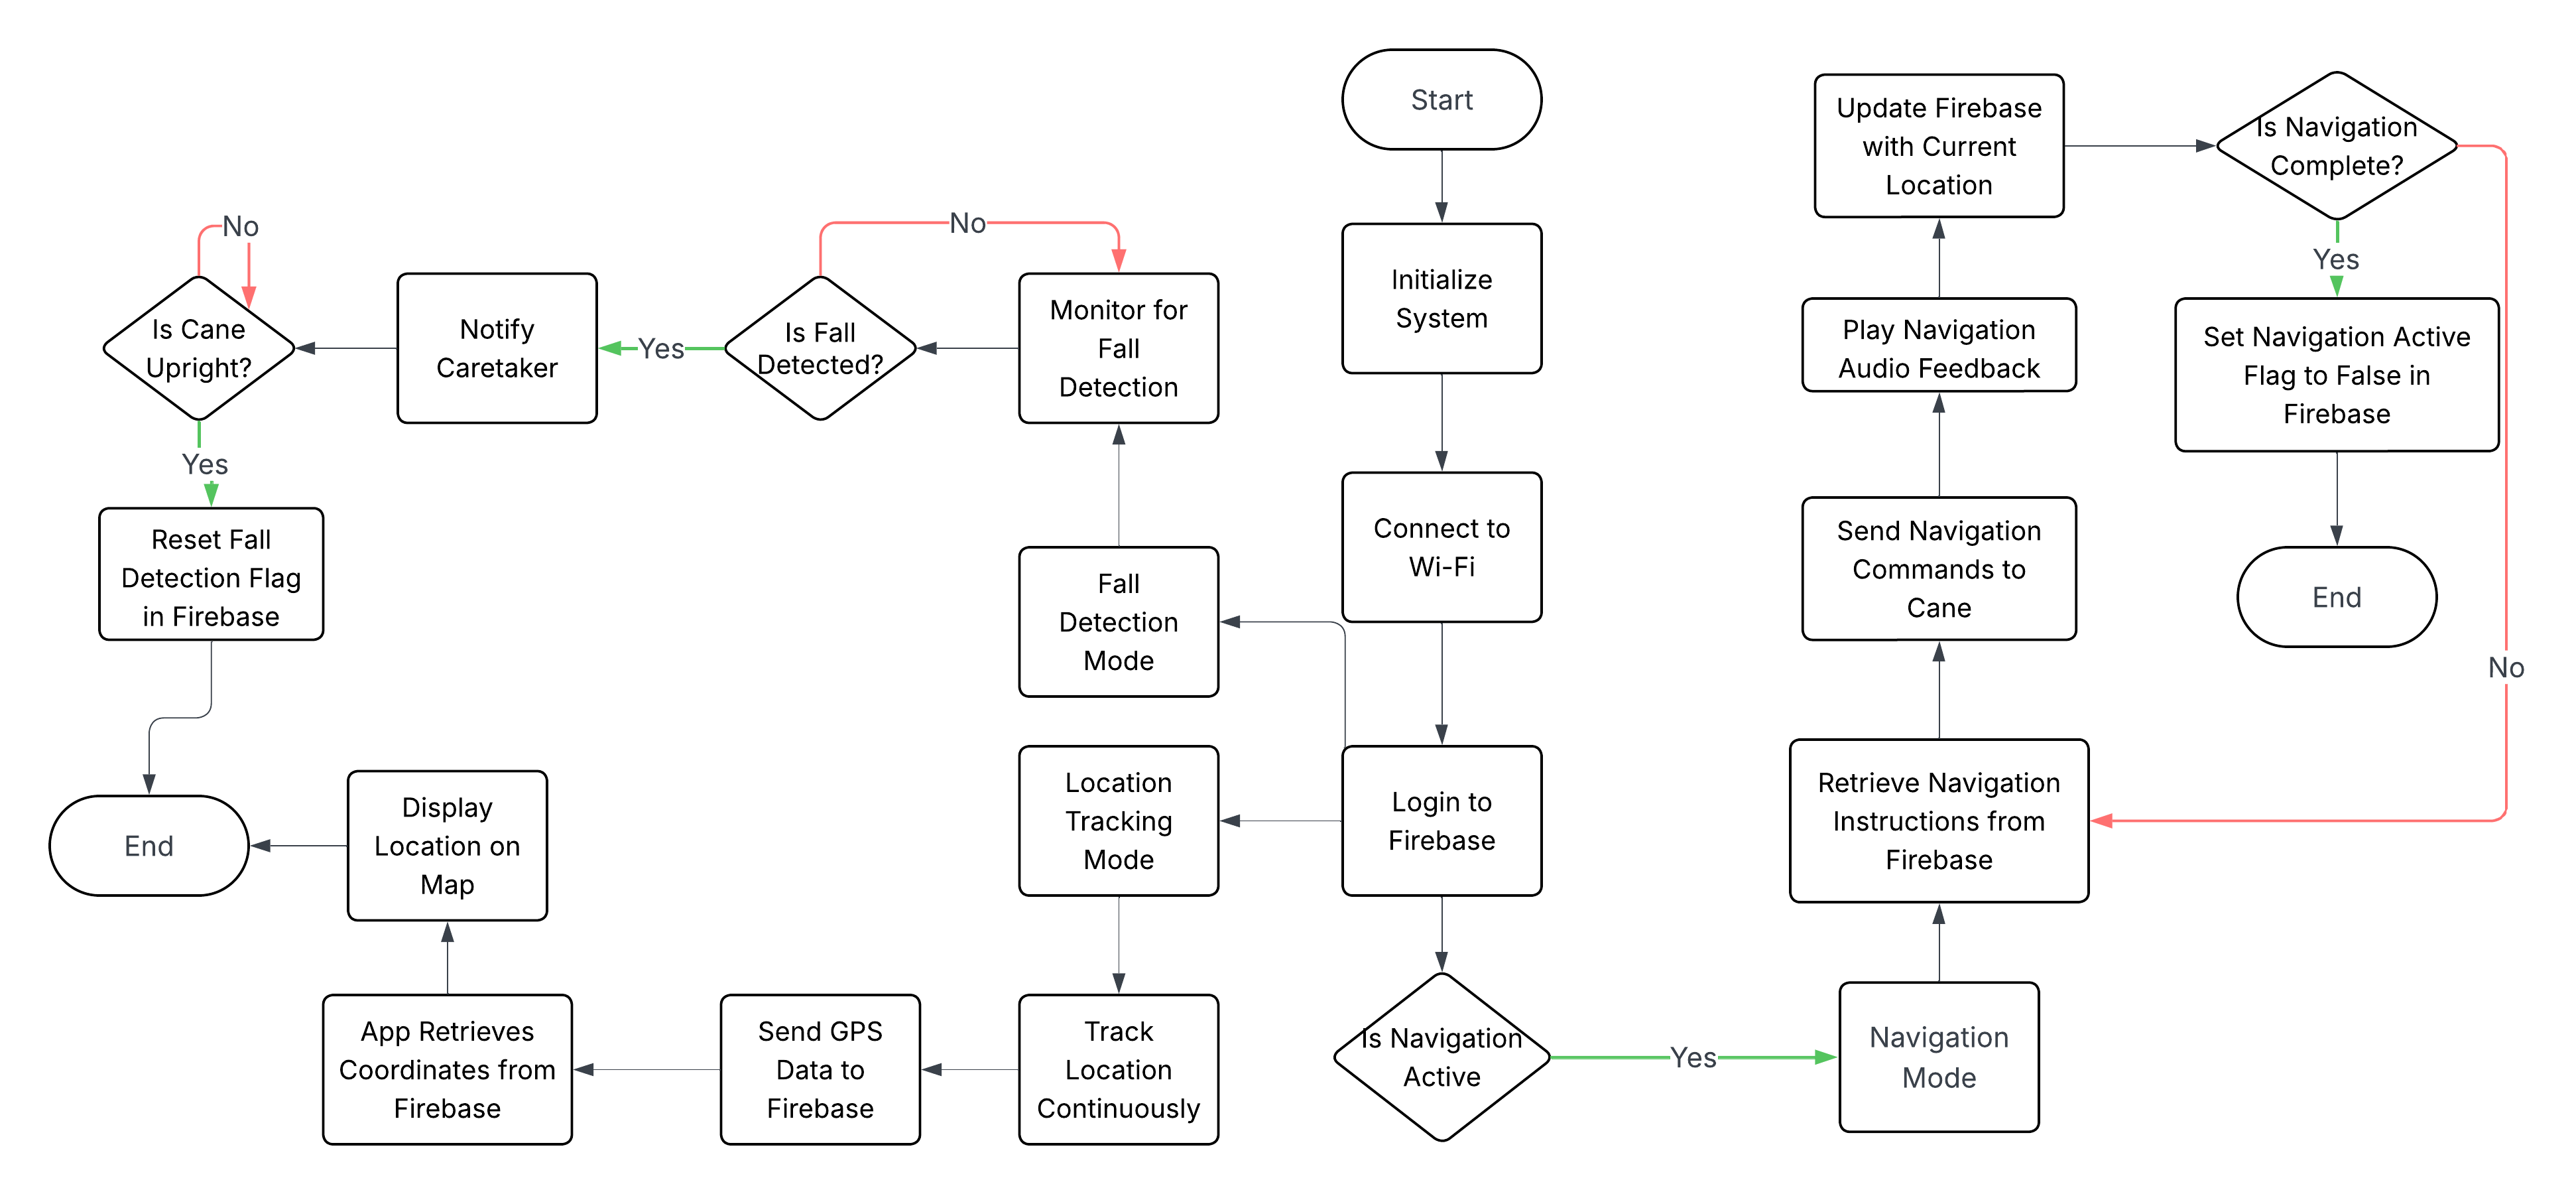 Start
Initialize
System
Connect to
Wi-Fi
Login to
Firebase
Is Navigation
Active
Yes
Navigation
Mode
Retrieve Navigation
Instructions from
Firebase
Send Navigation
Commands to
Cane
Play Navigation
Audio Feedback
Update Firebase
with Current
Location
Is Navigation
Complete?
No
Yes
Set Navigation Active
Flag to False in
Firebase
End
Fall
Detection
Mode
Monitor for
Fall
Detection
Is Fall
Detected?
No
Yes
Notify
Caretaker
Is Cane
Upright?
No
Yes
Reset Fall
Detection Flag
in Firebase
End
Location
Tracking
Mode
Track
Location
Continuously
Send GPS
Data to
Firebase
App Retrieves
Coordinates from
Firebase
Display
Location on
Map